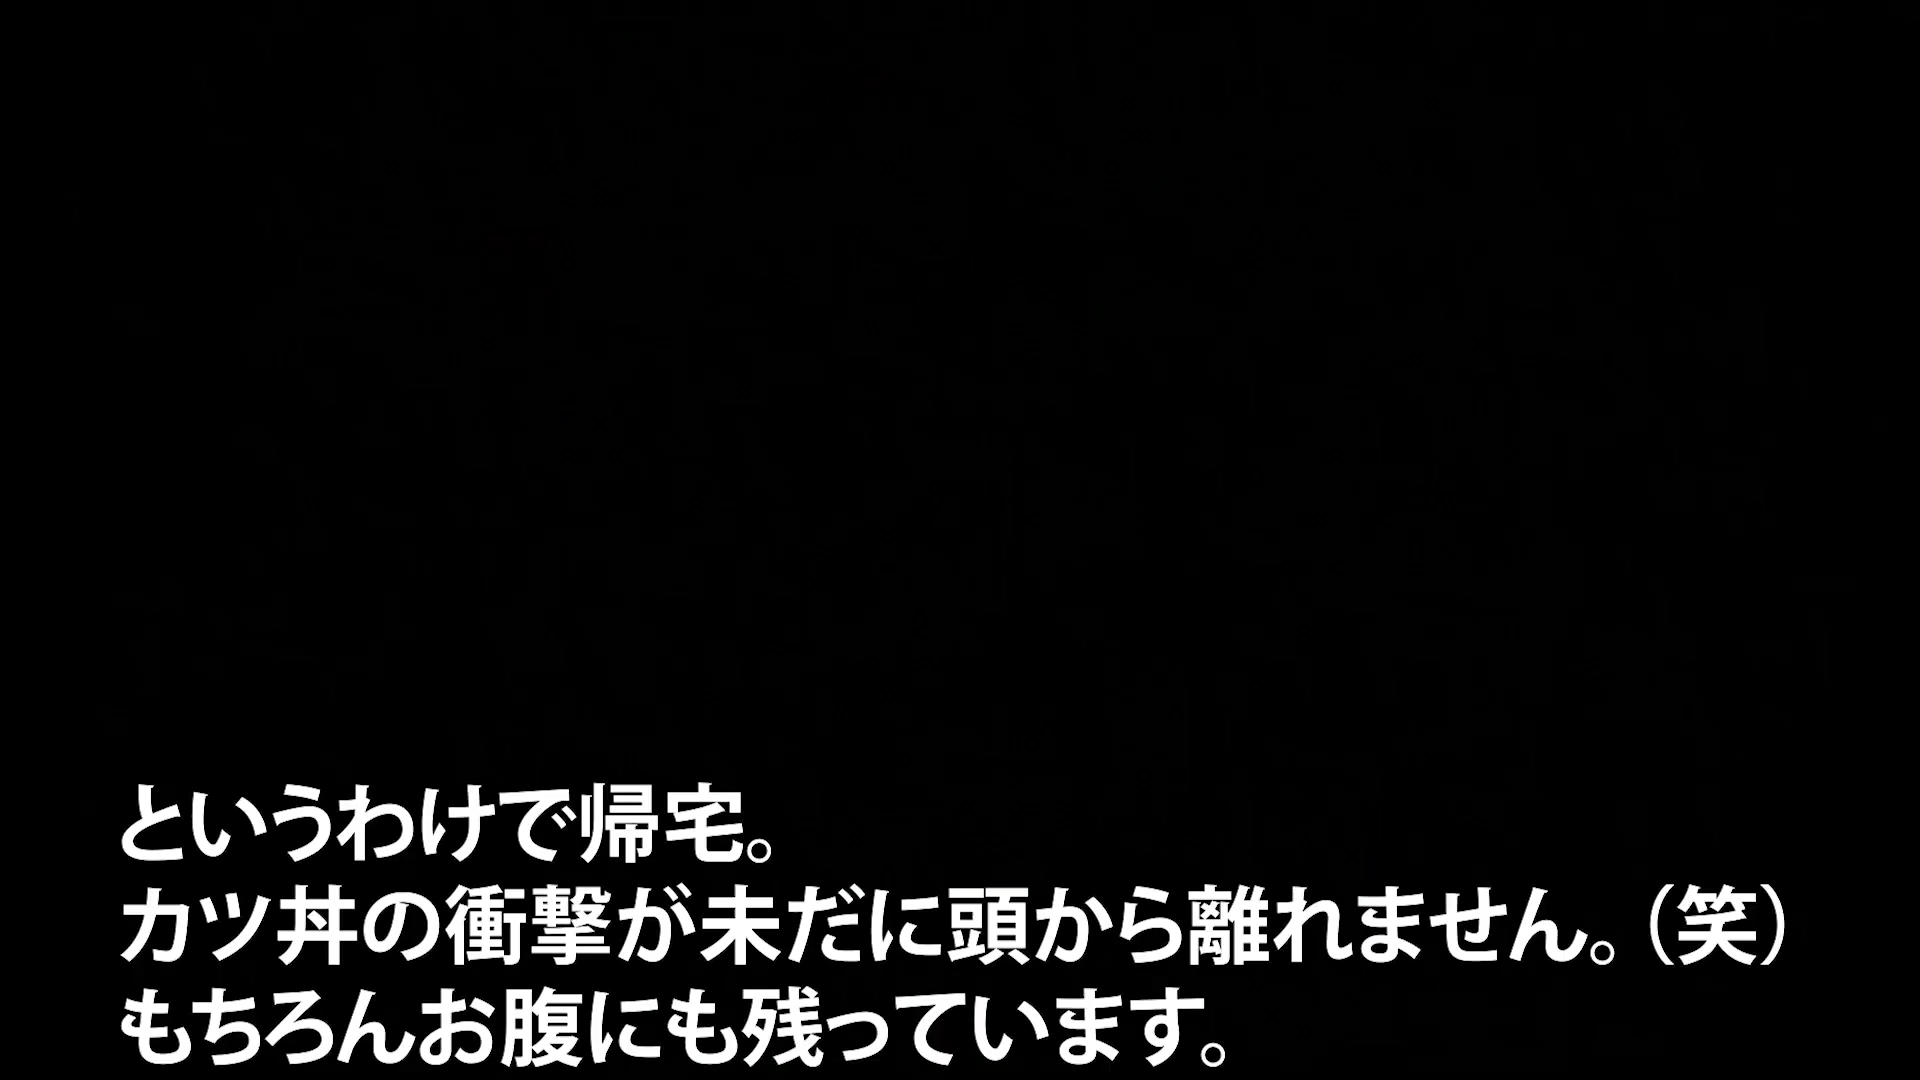 というわけで帰宅。
カツ丼の衝撃が未だに頭から離れません。（笑）
もちろんお腹にも残っています。